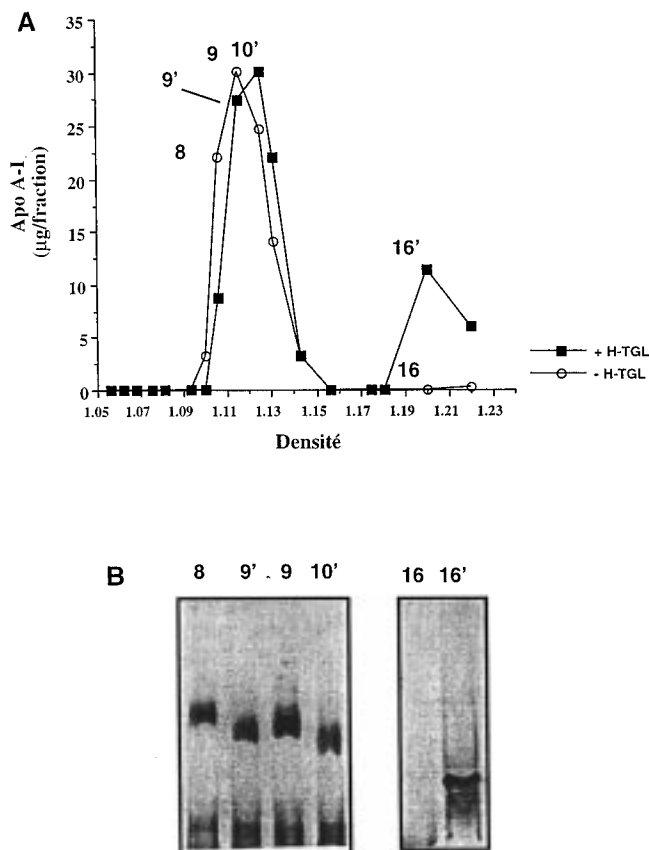 A
Apo A-I
(µg/fraction)
35
30
25
20
15
10
5
0
9 10’
9’
8
16’
16
1.05 1.07 1.09 1.11 1.13 1.15 1.17 1.19 1.21 1.23
Densité
+ H-TGL
- H-TGL
B
8 9’ 9 10’ 16 16’